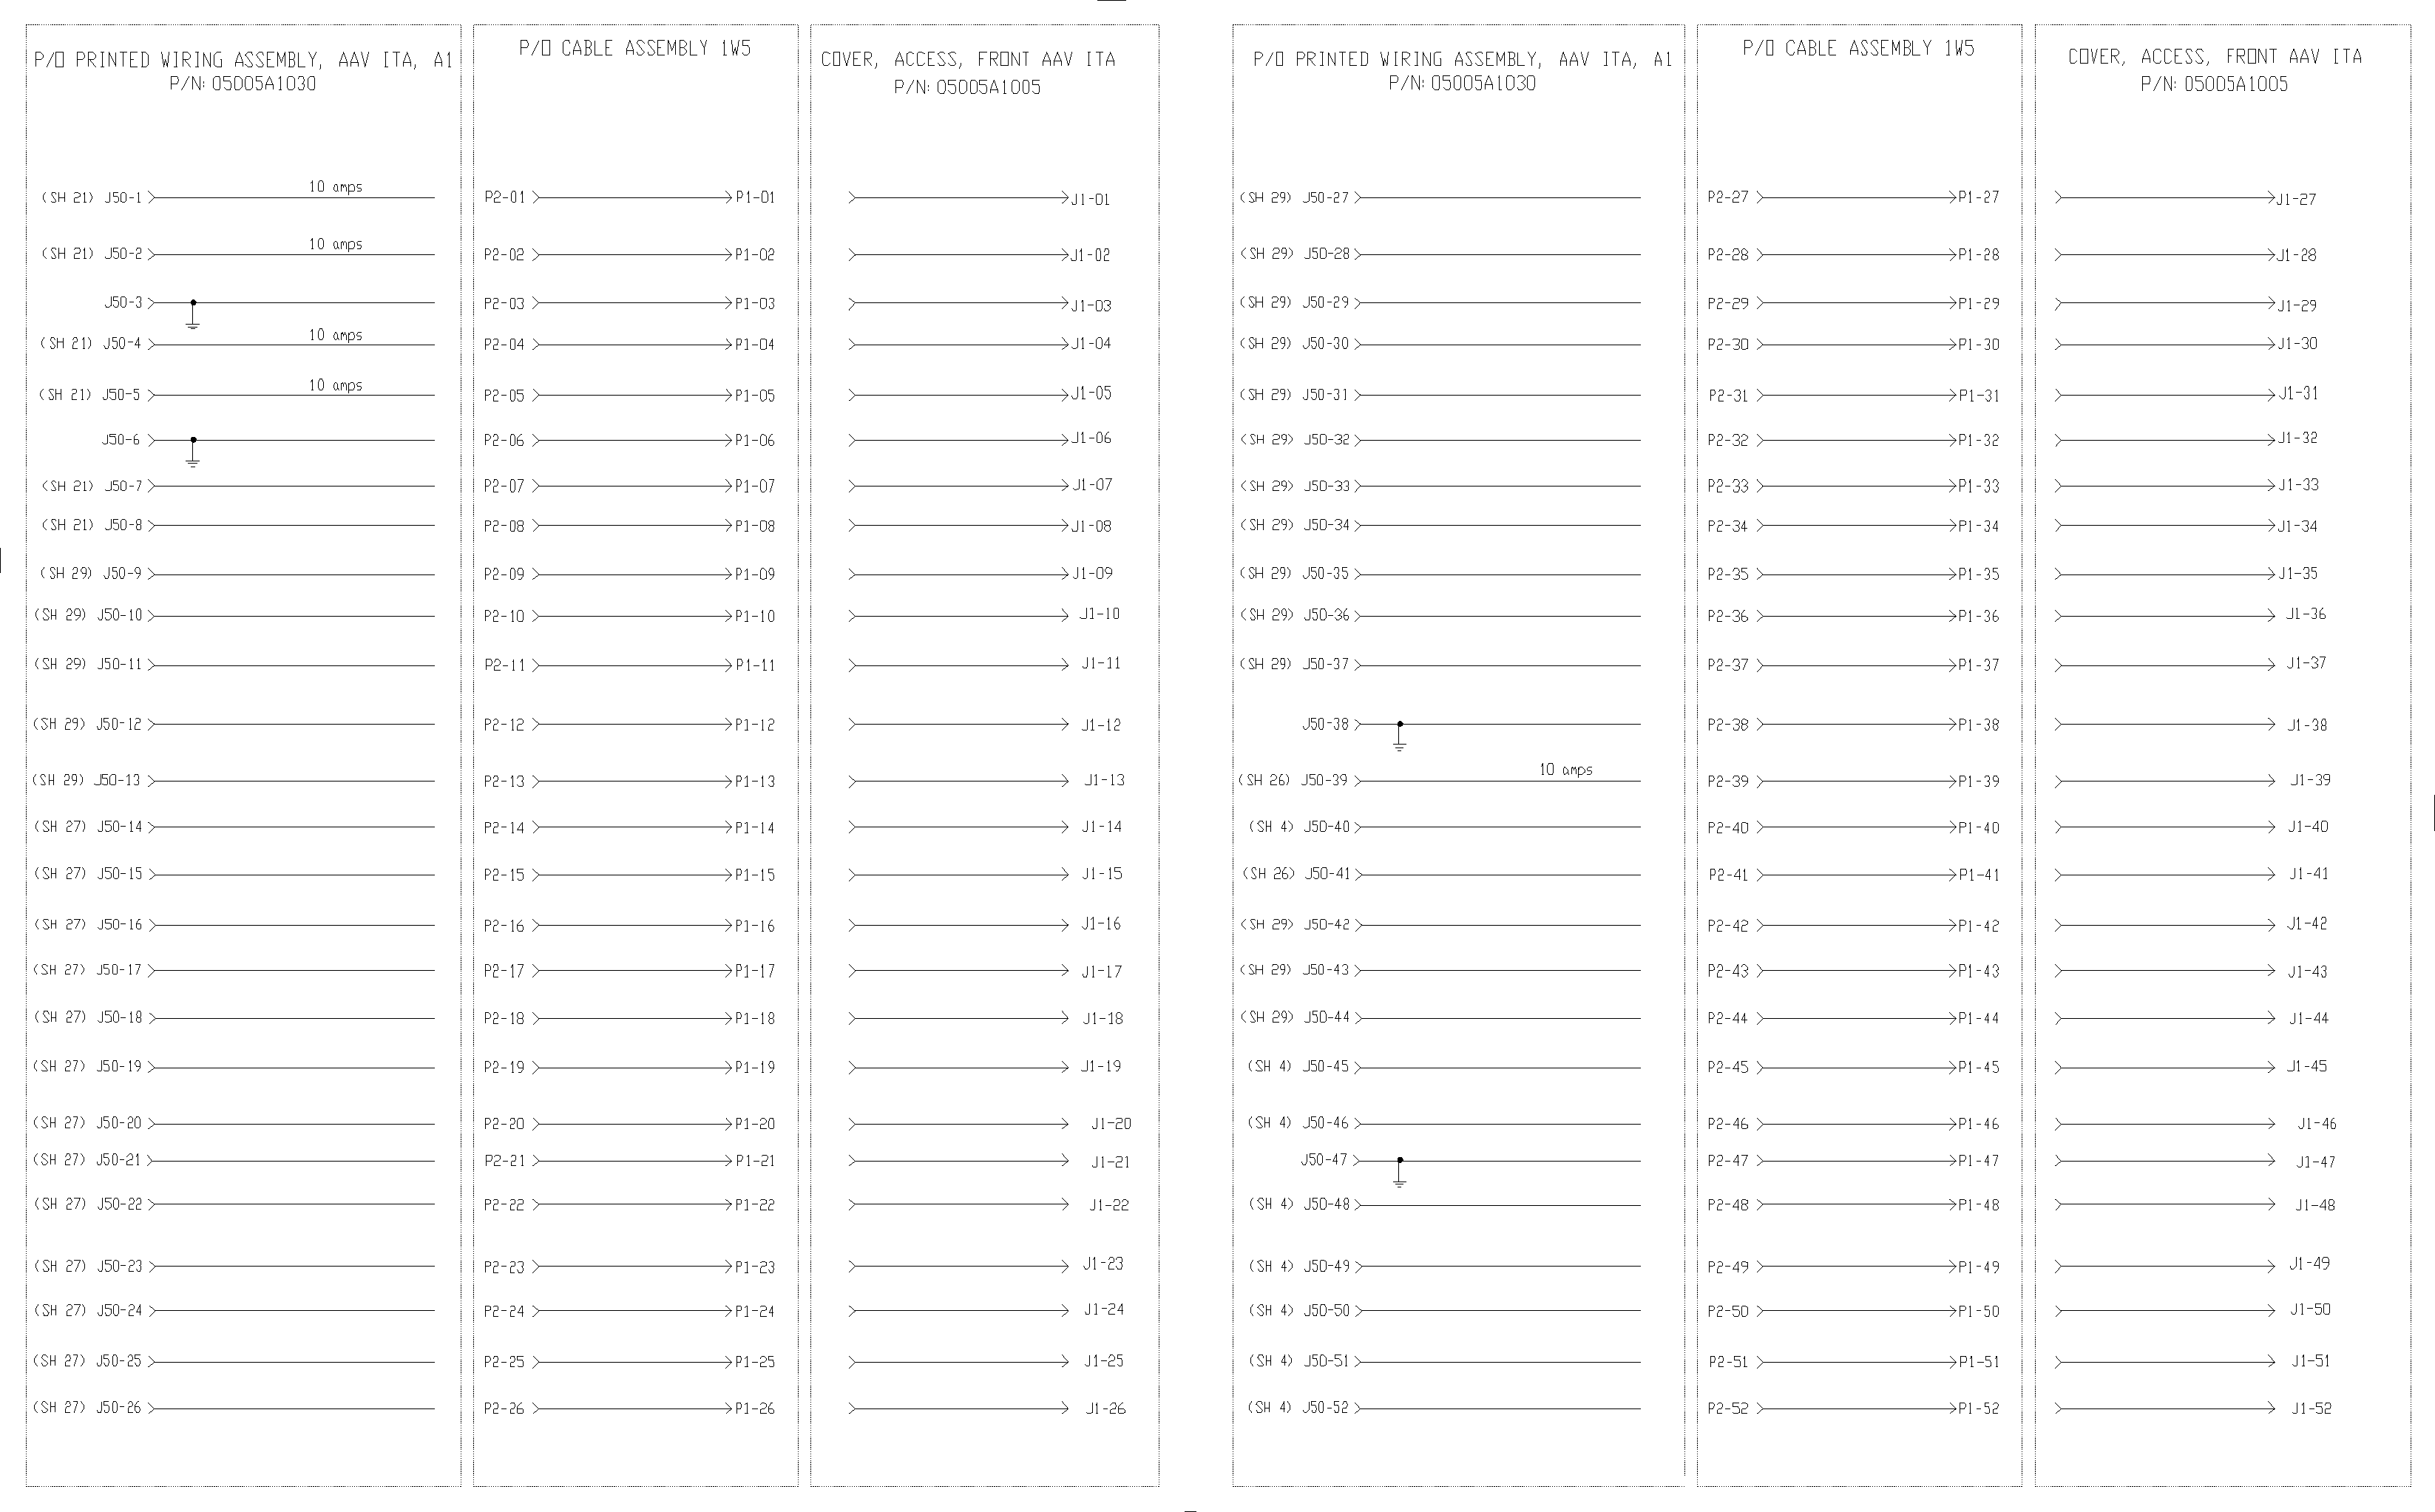 P/O PRINTED WIRING ASSEMBLY, AAV ITA, A1
P/N: 05005A1030
P/O CABLE ASSEMBLY 1W5
COVER, ACCESS, FRONT AAV ITA
P/N: 05005A1005
P/O PRINTED WIRING ASSEMBLY, AAV ITA, A1
P/N: 05005A1030
P/O CABLE ASSEMBLY 1W5
COVER, ACCESS, FRONT AAV ITA
P/N: 05005A1005
10 amps
(SH 21) J50-1 P2-01 P1-01 J1-01 (SH 29) J50-27 P2-27 P1-27 J1-27
10 amps
(SH 21) J50-2 P2-02 P1-02 J1-02 (SH 29) J50-28 P2-28 P1-28 J1-28
J50-3 P2-03 P1-03 J1-03 (SH 29) J50-29 P2-29 P1-29 J1-29
10 amps
(SH 21) J50-4 P2-04 P1-04 J1-04 (SH 29) J50-30 P2-30 P1-30 J1-30
10 amps
(SH 21) J50-5 P2-05 P1-05 J1-05 (SH 29) J50-31 P2-31 P1-31 J1-31
J50-6 P2-06 P1-06 J1-06 (SH 29) J50-32 P2-32 P1-32 J1-32
(SH 21) J50-7 P2-07 P1-07 J1-07 (SH 29) J50-33 P2-33 P1-33 J1-33
(SH 21) J50-8 P2-08 P1-08 J1-08 (SH 29) J50-34 P2-34 P1-34 J1-34
(SH 29) J50-9 P2-09 P1-09 J1-09 (SH 29) J50-35 P2-35 P1-35 J1-35
(SH 29) J50-10 P2-10 P1-10 J1-10 (SH 29) J50-36 P2-36 P1-36 J1-36
(SH 29) J50-11 P2-11 P1-11 J1-11 (SH 29) J50-37 P2-37 P1-37 J1-37
(SH 29) J50-12 P2-12 P1-12 J1-12 J50-38 P2-38 P1-38 J1-38
10 amps
(SH 29) J50-13 P2-13 P1-13 J1-13 (SH 26) J50-39 P2-39 P1-39 J1-39
(SH 27) J50-14 P2-14 P1-14 J1-14 (SH 4) J50-40 P2-40 P1-40 J1-40
(SH 27) J50-15 P2-15 P1-15 J1-15 (SH 26) J50-41 P2-41 P1-41 J1-41
(SH 27) J50-16 P2-16 P1-16 J1-16 (SH 29) J50-42 P2-42 P1-42 J1-42
(SH 27) J50-17 P2-17 P1-17 J1-17 (SH 29) J50-43 P2-43 P1-43 J1-43
(SH 27) J50-18 P2-18 P1-18 J1-18 (SH 29) J50-44 P2-44 P1-44 J1-44
(SH 27) J50-19 P2-19 P1-19 J1-19 (SH 4) J50-45 P2-45 P1-45 J1-45
(SH 27) J50-20 P2-20 P1-20 J1-20 (SH 4) J50-46 P2-46 P1-46 J1-46
(SH 27) J50-21 P2-21 P1-21 J1-21 J50-47 P2-47 P1-47 J1-47
(SH 27) J50-22 P2-22 P1-22 J1-22 (SH 4) J50-48 P2-48 P1-48 J1-48
(SH 27) J50-23 P2-23 P1-23 J1-23 (SH 4) J50-49 P2-49 P1-49 J1-49
(SH 27) J50-24 P2-24 P1-24 J1-24 (SH 4) J50-50 P2-50 P1-50 J1-50
(SH 27) J50-25 P2-25 P1-25 J1-25 (SH 4) J50-51 P2-51 P1-51 J1-51
(SH 27) J50-26 P2-26 P1-26 J1-26 (SH 4) J50-52 P2-52 P1-52 J1-52